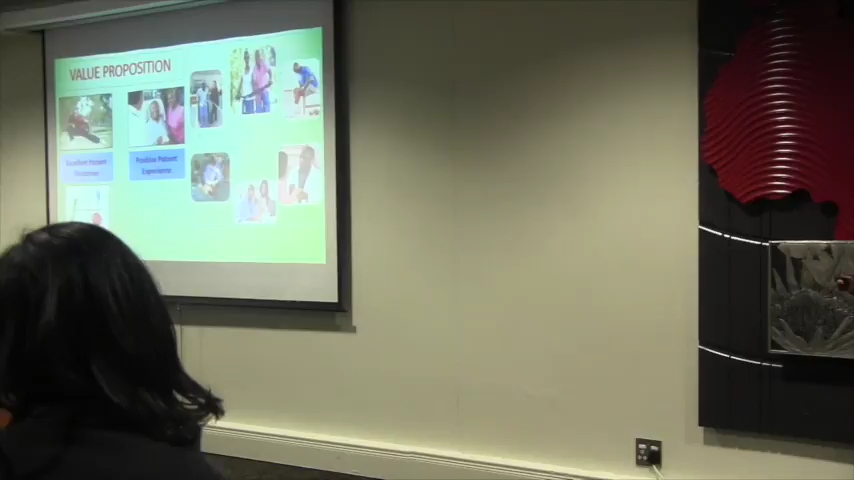 VALUE PROPOSITION
Excellent Patient
Outcomes
Positive Patient
Experience